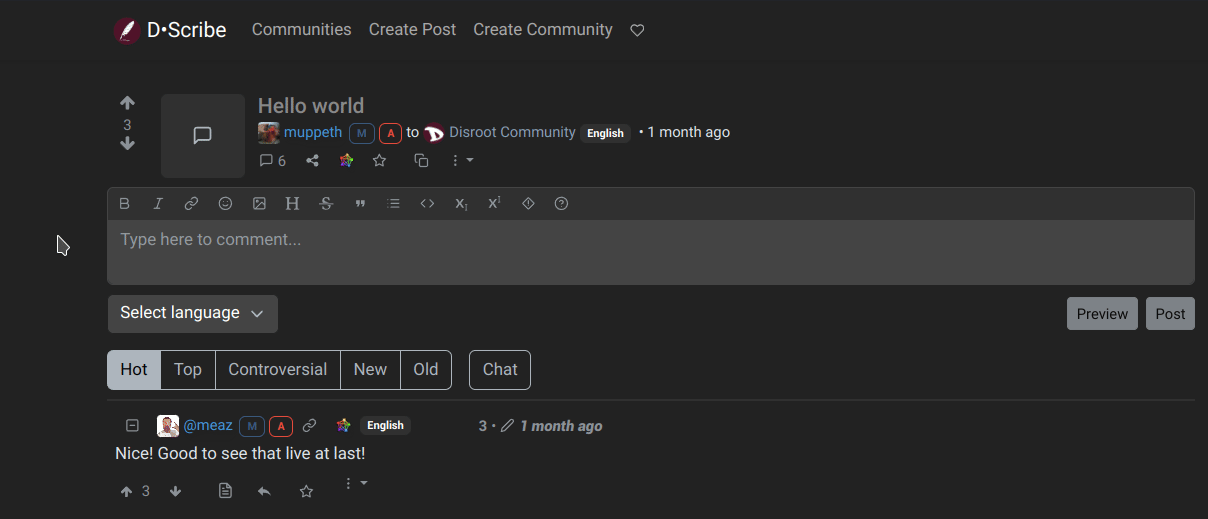 D•Scribe Communities Create Post Create Community
3
Hello world
muppeth M A to Disroot Community English • 1 month ago
6
B I H S X X
Type here to comment...
Select language Preview Post
Hot Top Controversial New Old Chat
@meaz M A English 3 • 1 month ago
Nice! Good to see that live at last!
3